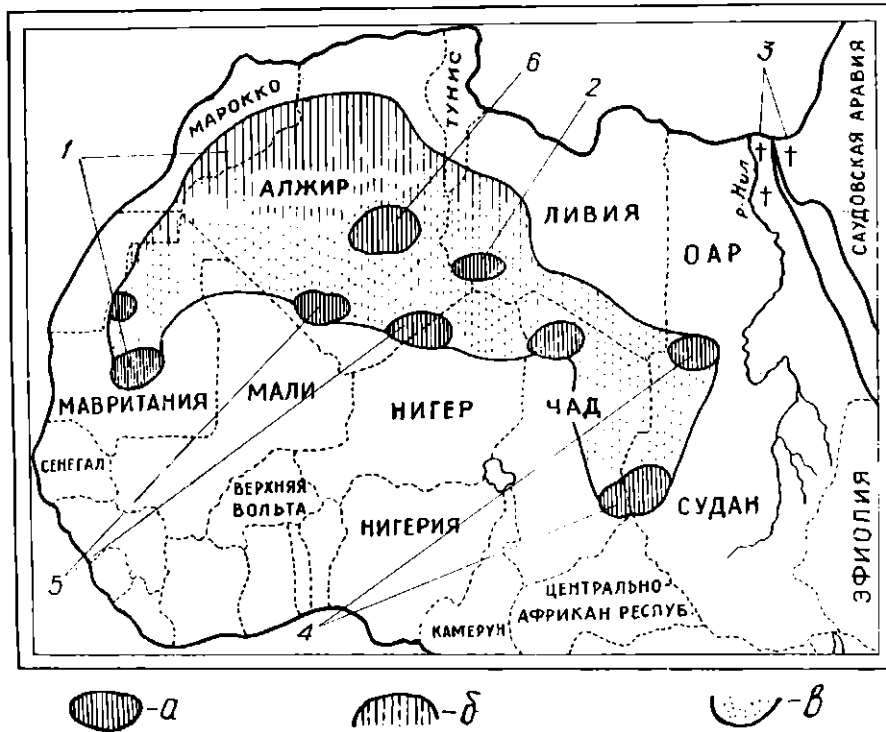 6
2
3
МАРОККО
ТУНИС
САУДОВСКАЯ АРАВИЯ
1
р. Нил
АЛЖИР
ЛИВИЯ
ОАР
МАВРИТАНИЯ
МАЛИ
НИГЕР
ЧАД
СЕНЕГАЛ
ВЕРХНЯЯ
ВОЛЬТА
НИГЕРИЯ
СУДАН
ЭФИОПИЯ
5
4
КАМЕРУН
ЦЕНТРАЛЬНО
АФРИКАН РЕСПУБ
-а
-б
-в